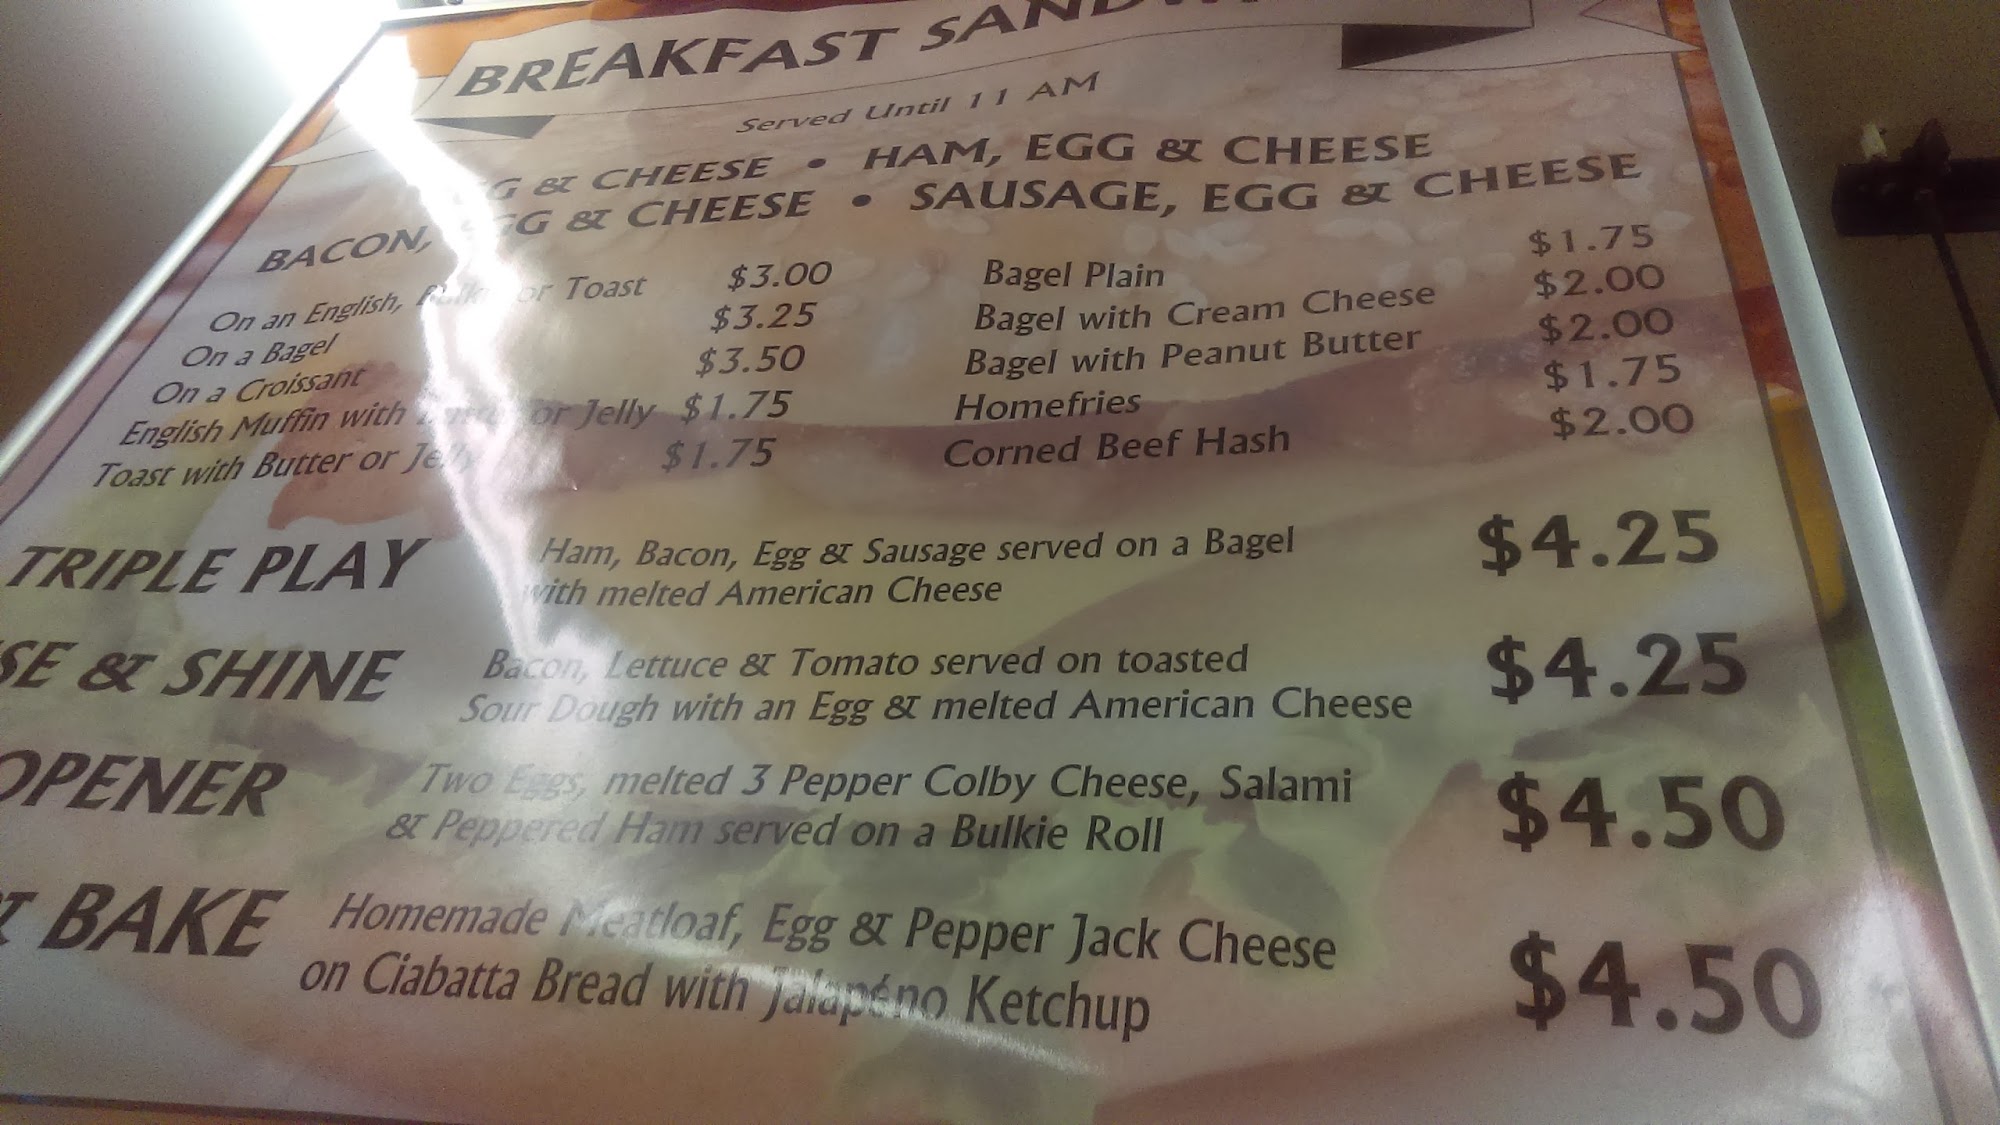 BREAKFAST
Served Until 11 AM
& CHEESE • HAM, EGG & CHEESE
BACON, EGG & CHEESE • SAUSAGE, EGG & CHEESE
On an English, Bulkie or Toast $3.00
On a Bagel $3.25
On a Croissant $3.50
English Muffin with Butter or Jelly $1.75
Toast with Butter or Jelly $1.75
Bagel Plain $1.75
Bagel with Cream Cheese $2.00
Bagel with Peanut Butter $2.00
Homefries $1.75
Corned Beef Hash $2.00
TRIPLE PLAY Ham, Bacon, Egg & Sausage served on a Bagel $4.25
with melted American Cheese
& SHINE Bacon, Lettuce & Tomato served on toasted $4.25
Sour Dough with an Egg & melted American Cheese
OPENER Two Eggs, melted 3 Pepper Colby Cheese, Salami $4.50
& Peppered Ham served on a Bulkie Roll
BAKE Homemade Meatloaf, Egg & Pepper Jack Cheese $4.50
on Ciabatta Bread with Jalapéno Ketchup